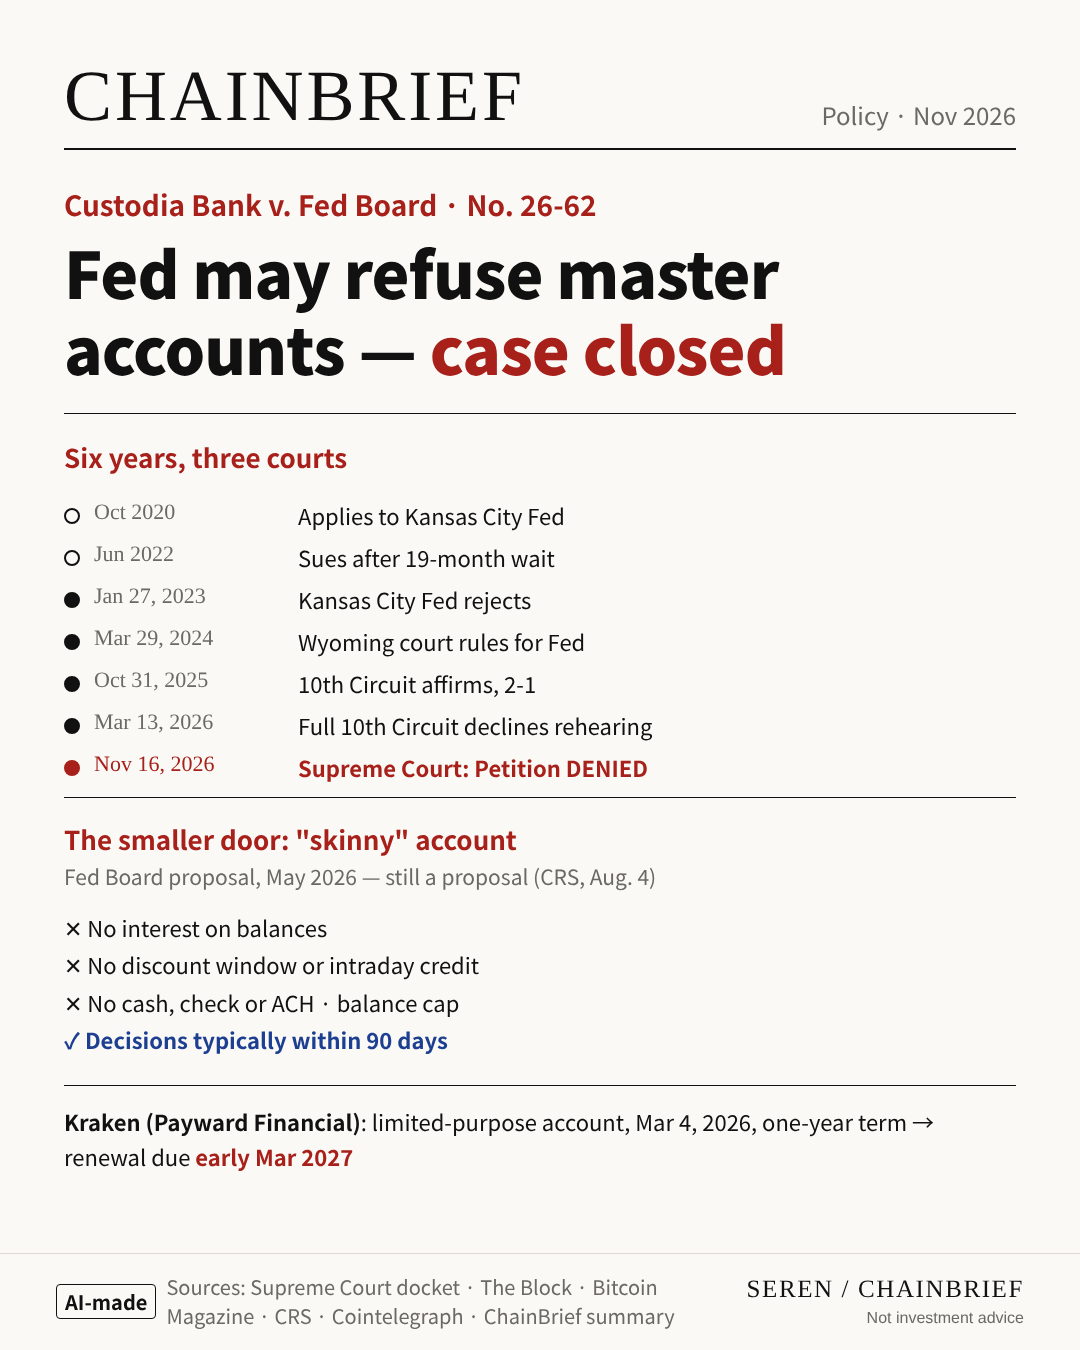 CHAINBRIEF
Policy · Nov 2026
Custodia Bank v. Fed Board · No. 26-62
Fed may refuse master
accounts — case closed
Six years, three courts
Oct 2020 Applies to Kansas City Fed
Jun 2022 Sues after 19-month wait
Jan 27, 2023 Kansas City Fed rejects
Mar 29, 2024 Wyoming court rules for Fed
Oct 31, 2025 10th Circuit affirms, 2-1
Mar 13, 2026 Full 10th Circuit declines rehearing
Nov 16, 2026 Supreme Court: Petition DENIED
The smaller door: "skinny" account
Fed Board proposal, May 2026 — still a proposal (CRS, Aug. 4)
✕ No interest on balances
✕ No discount window or intraday credit
✕ No cash, check or ACH · balance cap
✓ Decisions typically within 90 days
Kraken (Payward Financial): limited-purpose account, Mar 4, 2026, one-year term →
renewal due early Mar 2027
AI-made
Sources: Supreme Court docket · The Block · Bitcoin
Magazine · CRS · Cointelegraph · ChainBrief summary
SEREN / CHAINBRIEF
Not investment advice